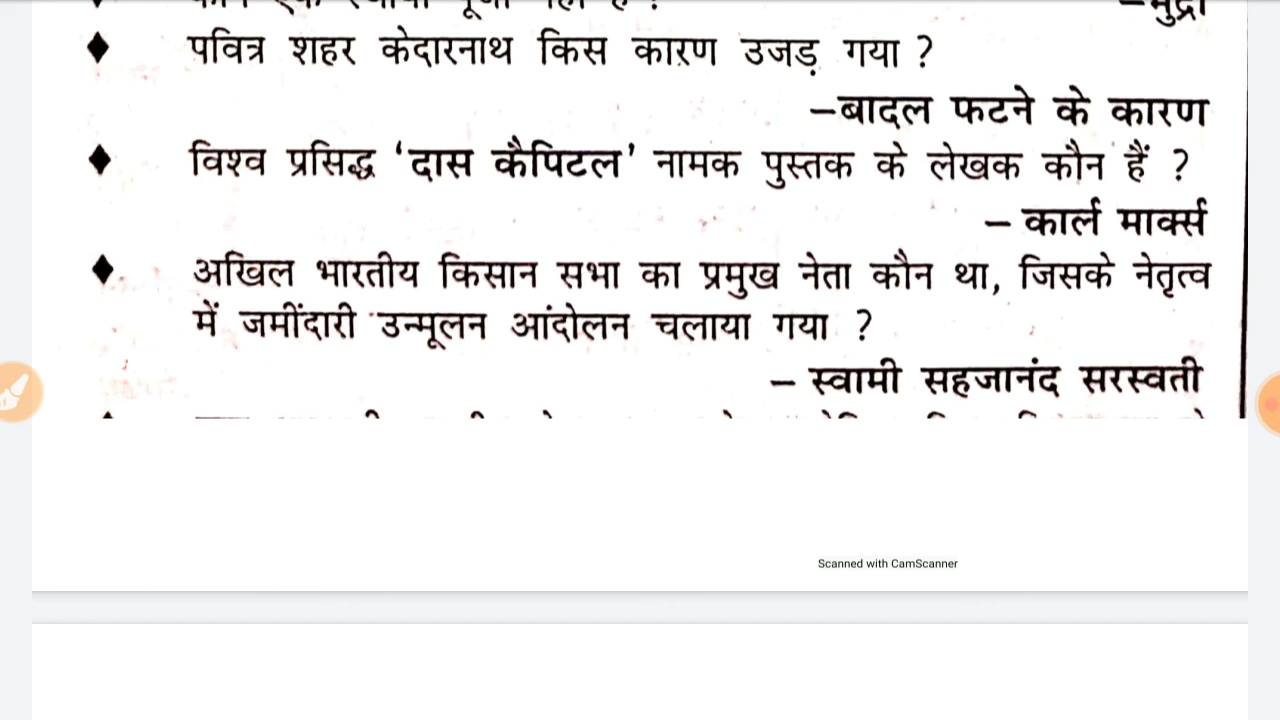 –मुद्रा
♦ पवित्र शहर केदारनाथ किस कारण उजड़ गया ?
–बादल फटने के कारण
♦ विश्व प्रसिद्ध ‘दास कैपिटल’ नामक पुस्तक के लेखक कौन हैं ?
– कार्ल मार्क्स
♦ अखिल भारतीय किसान सभा का प्रमुख नेता कौन था, जिसके नेतृत्व
में जमींदारी उन्मूलन आंदोलन चलाया गया ?
– स्वामी सहजानंद सरस्वती
Scanned with CamScanner